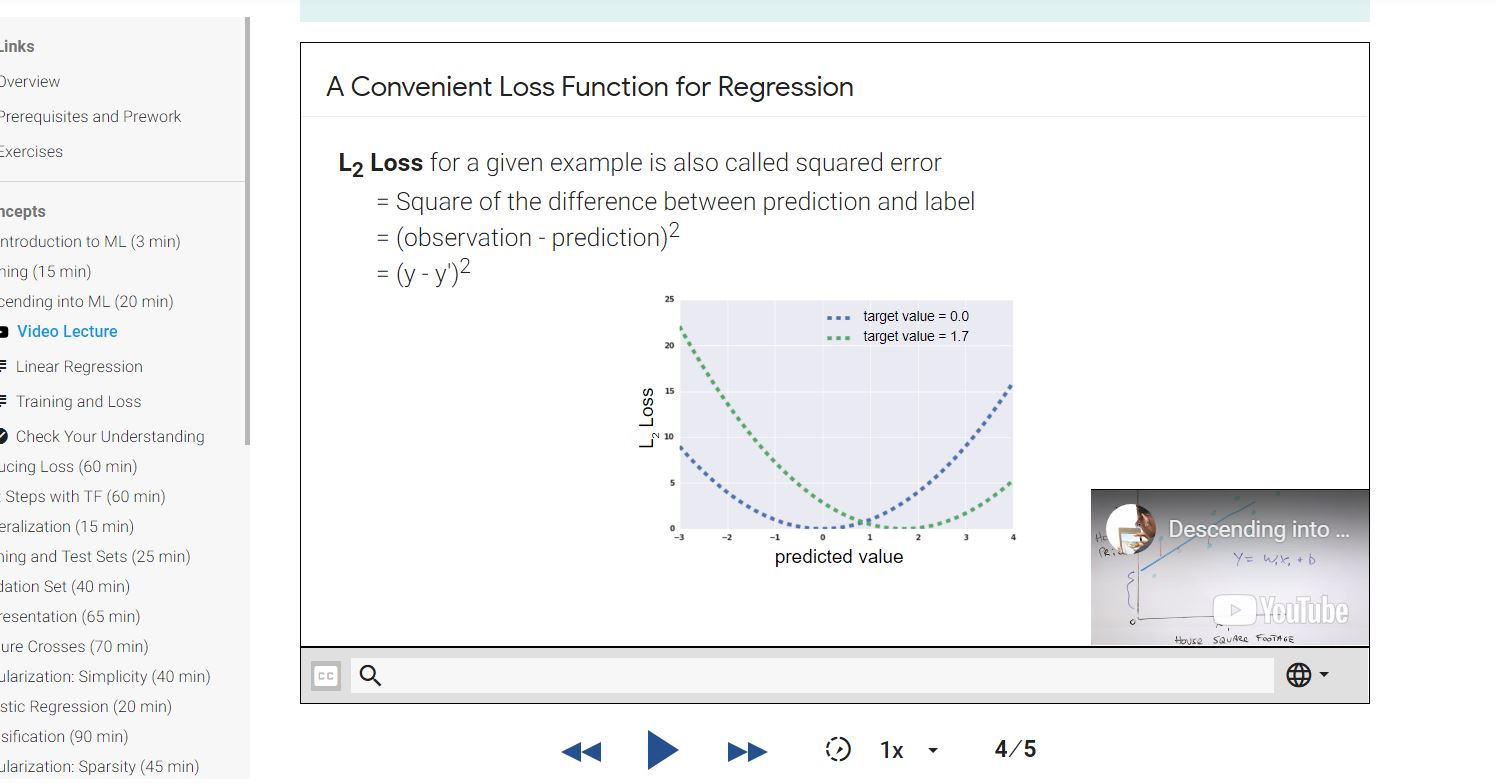 Links
Overview
Prerequisites and Prework
Exercises
ncepts
ntroduction to ML (3 min)
ning (15 min)
cending into ML (20 min)
Video Lecture
Linear Regression
Training and Loss
Check Your Understanding
ucing Loss (60 min)
Steps with TF (60 min)
eralization (15 min)
ning and Test Sets (25 min)
dation Set (40 min)
resentation (65 min)
ure Crosses (70 min)
ularization: Simplicity (40 min)
stic Regression (20 min)
sification (90 min)
ularization: Sparsity (45 min)
A Convenient Loss Function for Regression
L2 Loss for a given example is also called squared error
= Square of the difference between prediction and label
= (observation - prediction)2
= (y - y')2
25
20
15
10
5
0
L2 Loss
target value = 0.0
target value = 1.7
-3 -2 -1 0 1 2 3 4
predicted value
Descending into ...
Y= w1x1 + b
YouTube
0
HOUSE SQUARE FOOTAGE
CC
1x
4/5